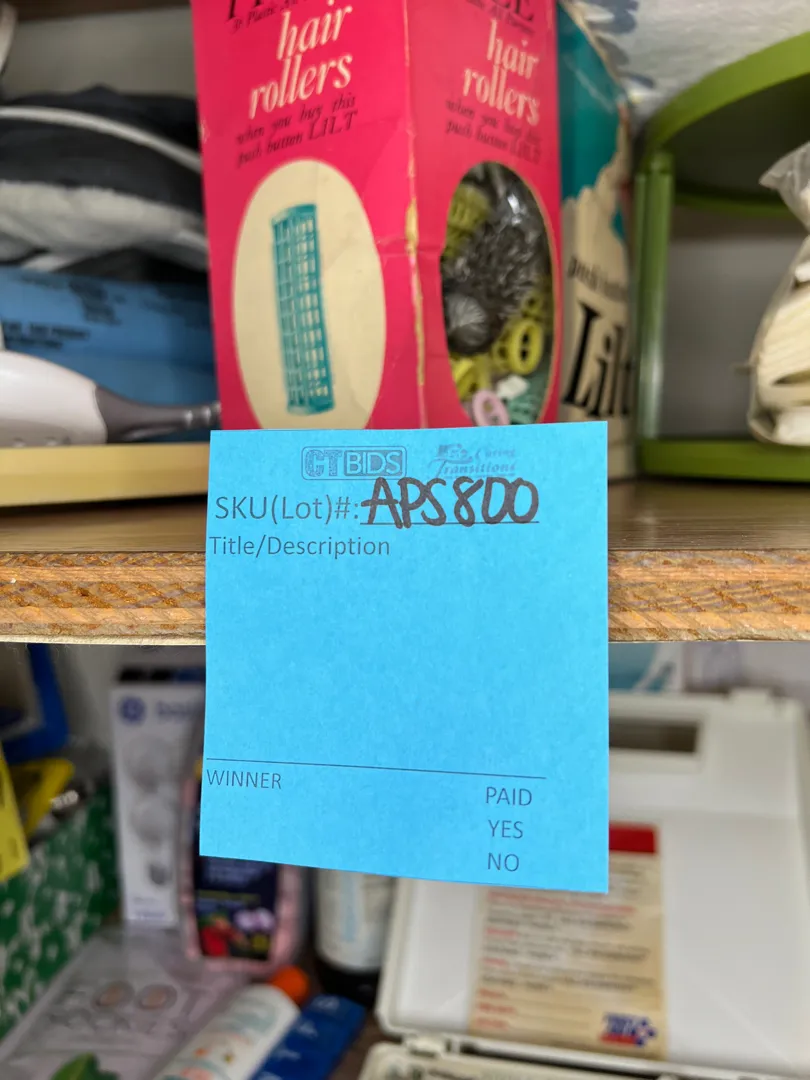 hair
rollers
when you buy this
push button LILT
hair
rollers
when you buy this
push button LILT
Lilt
CTBIDS
Caring
Transitions
SKU(Lot)#: APS800
Title/Description
WINNER
PAID
YES
NO